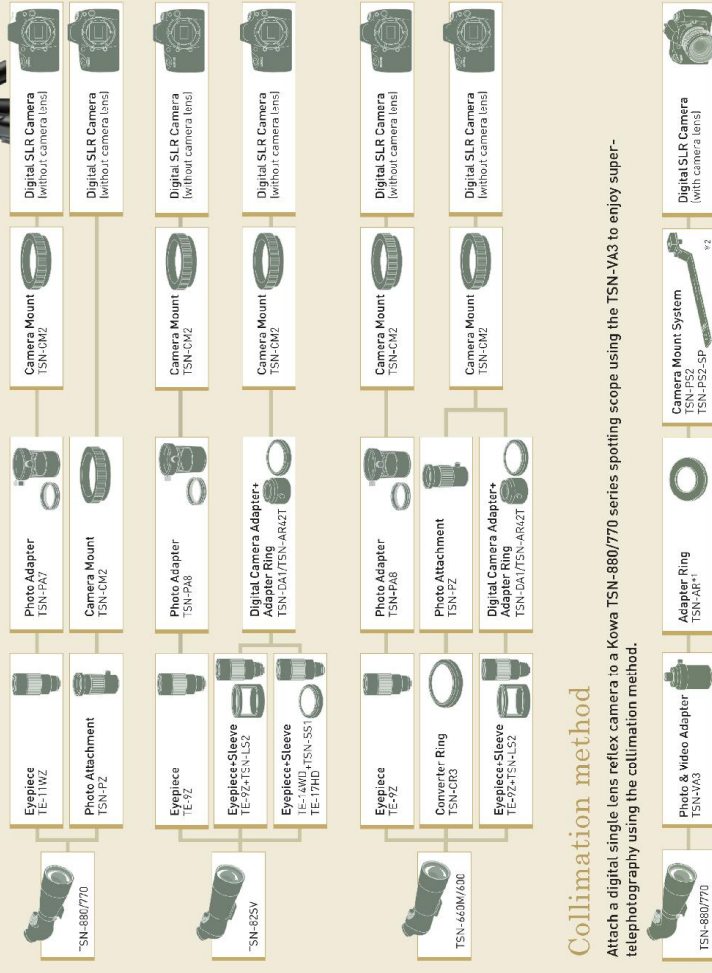 TSN-880/770
Eyepiece
TE-11WZ
Photo Adapter
TSN-PA7
Camera Mount
TSN-CM2
Digital SLR Camera
(without camera lens)
Photo Attachment
TSN-PZ
Camera Mount
TSN-CM2
Digital SLR Camera
(without camera lens)
TSN-82SV
Eyepiece
TE-9Z
Photo Adapter
TSN-PA8
Camera Mount
TSN-CM2
Digital SLR Camera
(without camera lens)
Eyepiece+Sleeve
TE-9Z+TSN-LS2
Eyepiece+Sleeve
TE-14WD+TSN-SS1
TE-17HD
Digital Camera Adapter+
Adapter Ring
TSN-DA1/TSN-AR42T
Camera Mount
TSN-CM2
Digital SLR Camera
(without camera lens)
TSN-660M/600
Eyepiece
TE-9Z
Photo Adapter
TSN-PA8
Camera Mount
TSN-CM2
Digital SLR Camera
(without camera lens)
Converter Ring
TSN-CR3
Photo Attachment
TSN-PZ
Eyepiece+Sleeve
TE-9Z+TSN-LS2
Digital Camera Adapter+
Adapter Ring
TSN-DA1/TSN-AR42T
Camera Mount
TSN-CM2
Digital SLR Camera
(without camera lens)
Collimation method
Attach a digital single lens reflex camera to a Kowa TSN-880/770 series spotting scope using the TSN-VA3 to enjoy super-
telephotography using the collimation method.
TSN-880/770
Photo & Video Adapter
TSN-VA3
Adapter Ring
TSN-AR*1
Camera Mount System
TSN-PS2
TSN-PS2-SP
※2
Digital SLR Camera
(with camera lens)